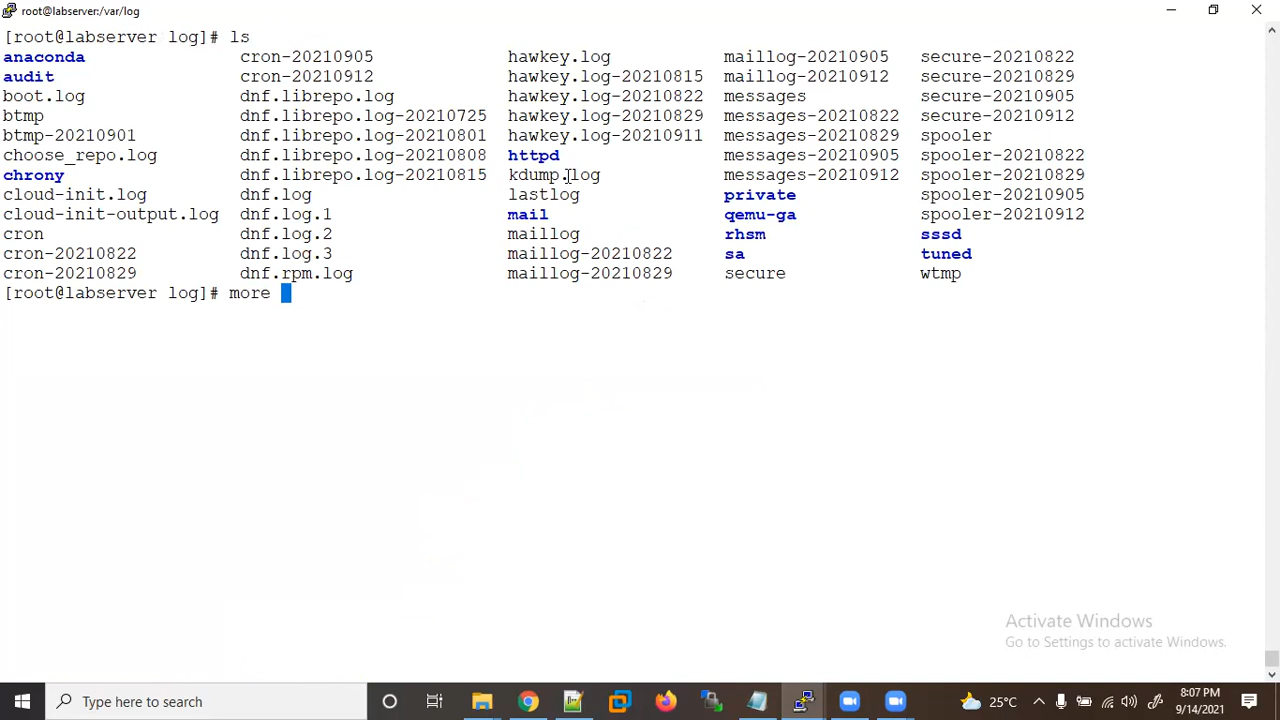 root@labserver:/var/log
[root@labserver log]# ls
anaconda cron-20210905 hawkey.log maillog-20210905 secure-20210822
audit cron-20210912 hawkey.log-20210815 maillog-20210912 secure-20210829
boot.log dnf.librepo.log hawkey.log-20210822 messages secure-20210905
btmp dnf.librepo.log-20210725 hawkey.log-20210829 messages-20210822 secure-20210912
btmp-20210901 dnf.librepo.log-20210801 hawkey.log-20210911 messages-20210829 spooler
choose_repo.log dnf.librepo.log-20210808 httpd messages-20210905 spooler-20210822
chrony dnf.librepo.log-20210815 kdump.log messages-20210912 spooler-20210829
cloud-init.log dnf.log lastlog private spooler-20210905
cloud-init-output.log dnf.log.1 mail qemu-ga spooler-20210912
cron dnf.log.2 maillog rhsm sssd
cron-20210822 dnf.log.3 maillog-20210822 sa tuned
cron-20210829 dnf.rpm.log maillog-20210829 secure wtmp
[root@labserver log]# more
Activate Windows
Go to Settings to activate Windows.
Type here to search
25°C
8:07 PM
9/14/2021